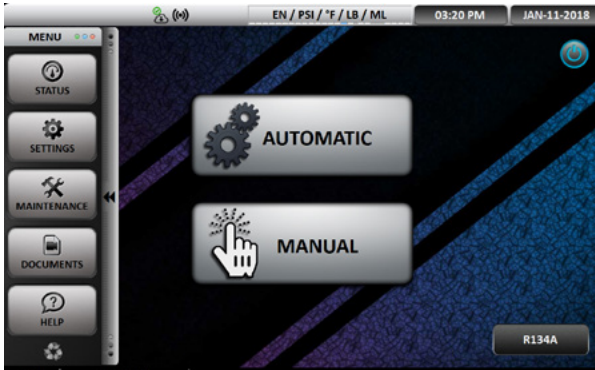 EN / PSI / °F / LB / ML
03:20 PM
JAN-11-2018
MENU
STATUS
SETTINGS
MAINTENANCE
DOCUMENTS
HELP
AUTOMATIC
MANUAL
R134A